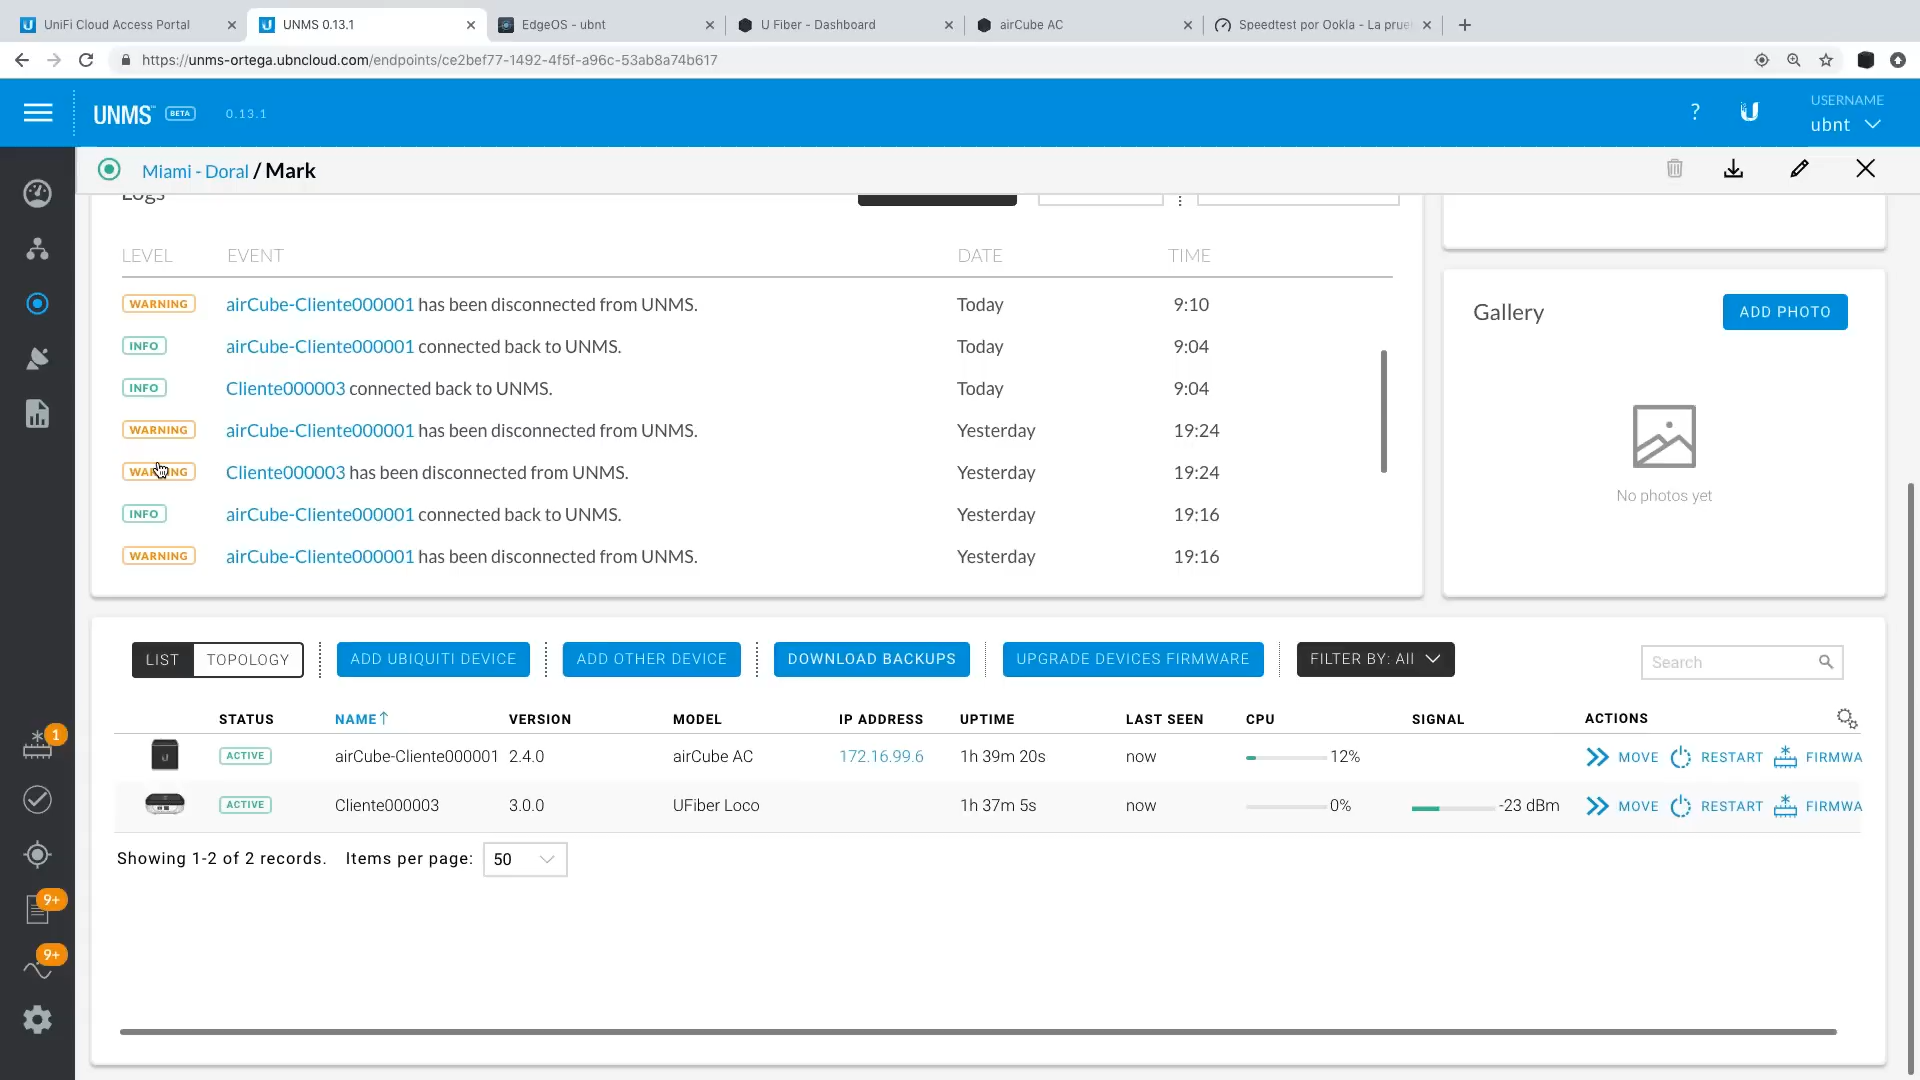 UniFi Cloud Access Portal
UNMS 0.13.1
EdgeOS - ubnt
U Fiber - Dashboard
airCube AC
Speedtest por Ookla - La prue
https://unms-ortega.ubncloud.com/endpoints/ce2bef77-1492-4f5f-a96c-53ab8a74b617
UNMS BETA 0.13.1
?
USERNAME
ubnt
Miami - Doral / Mark
Logs
LEVEL EVENT DATE TIME
WARNING airCube-Cliente000001 has been disconnected from UNMS. Today 9:10
INFO airCube-Cliente000001 connected back to UNMS. Today 9:04
INFO Cliente000003 connected back to UNMS. Today 9:04
WARNING airCube-Cliente000001 has been disconnected from UNMS. Yesterday 19:24
WARNING Cliente000003 has been disconnected from UNMS. Yesterday 19:24
INFO airCube-Cliente000001 connected back to UNMS. Yesterday 19:16
WARNING airCube-Cliente000001 has been disconnected from UNMS. Yesterday 19:16
Gallery ADD PHOTO
No photos yet
LIST TOPOLOGY ADD UBIQUITI DEVICE ADD OTHER DEVICE DOWNLOAD BACKUPS UPGRADE DEVICES FIRMWARE FILTER BY: All Search
STATUS NAME↑ VERSION MODEL IP ADDRESS UPTIME LAST SEEN CPU SIGNAL ACTIONS
ACTIVE airCube-Cliente000001 2.4.0 airCube AC 172.16.99.6 1h 39m 20s now 12% MOVE RESTART FIRMWA
ACTIVE Cliente000003 3.0.0 UFiber Loco 1h 37m 5s now 0% -23 dBm MOVE RESTART FIRMWA
Showing 1-2 of 2 records. Items per page: 50
1
9+
9+